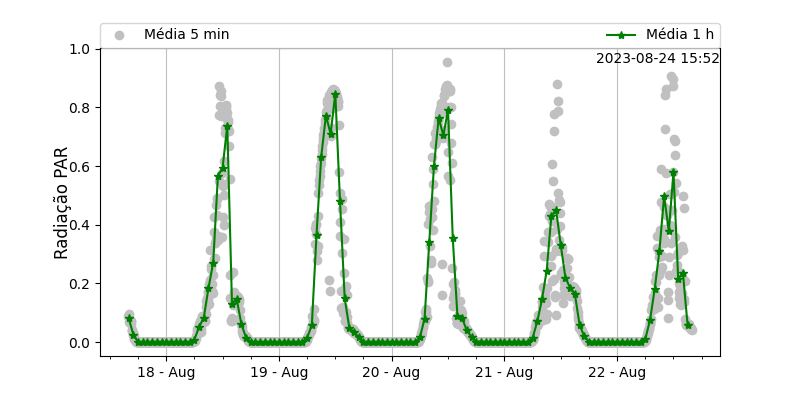 Média 5 min
Média 1 h
2023-08-24 15:52
Radiação PAR
1.0
0.8
0.6
0.4
0.2
0.0
18 - Aug
19 - Aug
20 - Aug
21 - Aug
22 - Aug